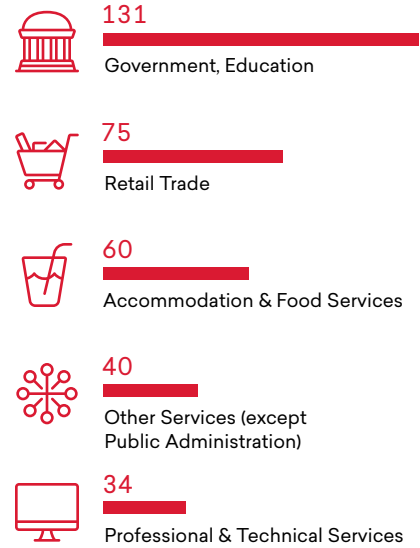 131
Government, Education
75
Retail Trade
60
Accommodation & Food Services
40
Other Services (except
Public Administration)
34
Professional & Technical Services